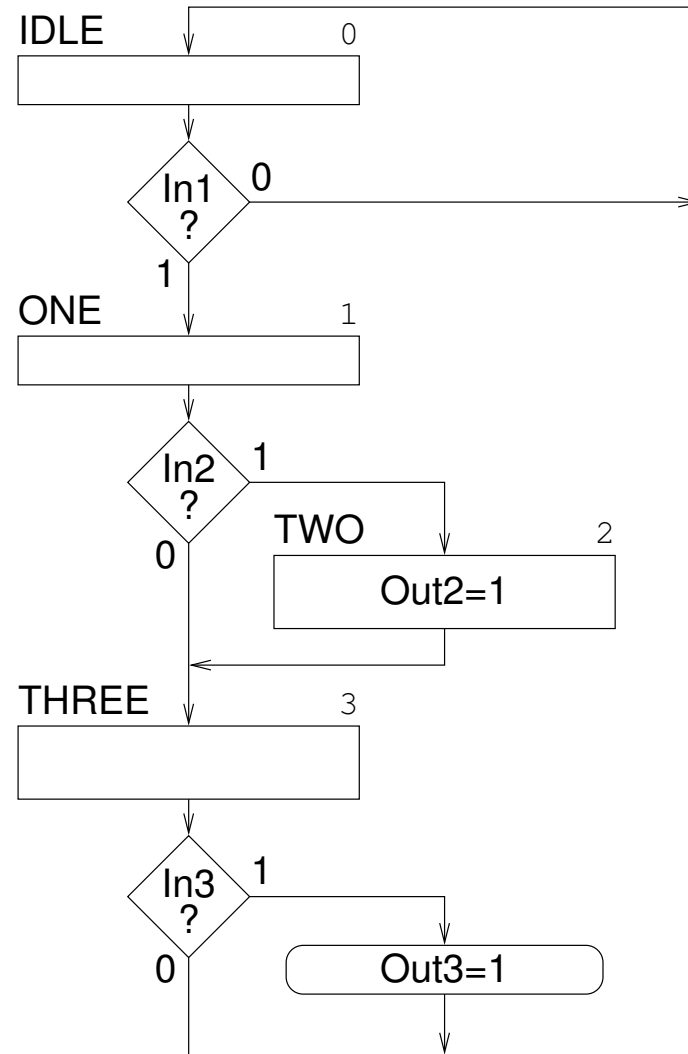 IDLE 0
In1
?
0
1
ONE 1
In2
?
1
0
TWO 2
Out2=1
THREE 3
In3
?
1
0
Out3=1